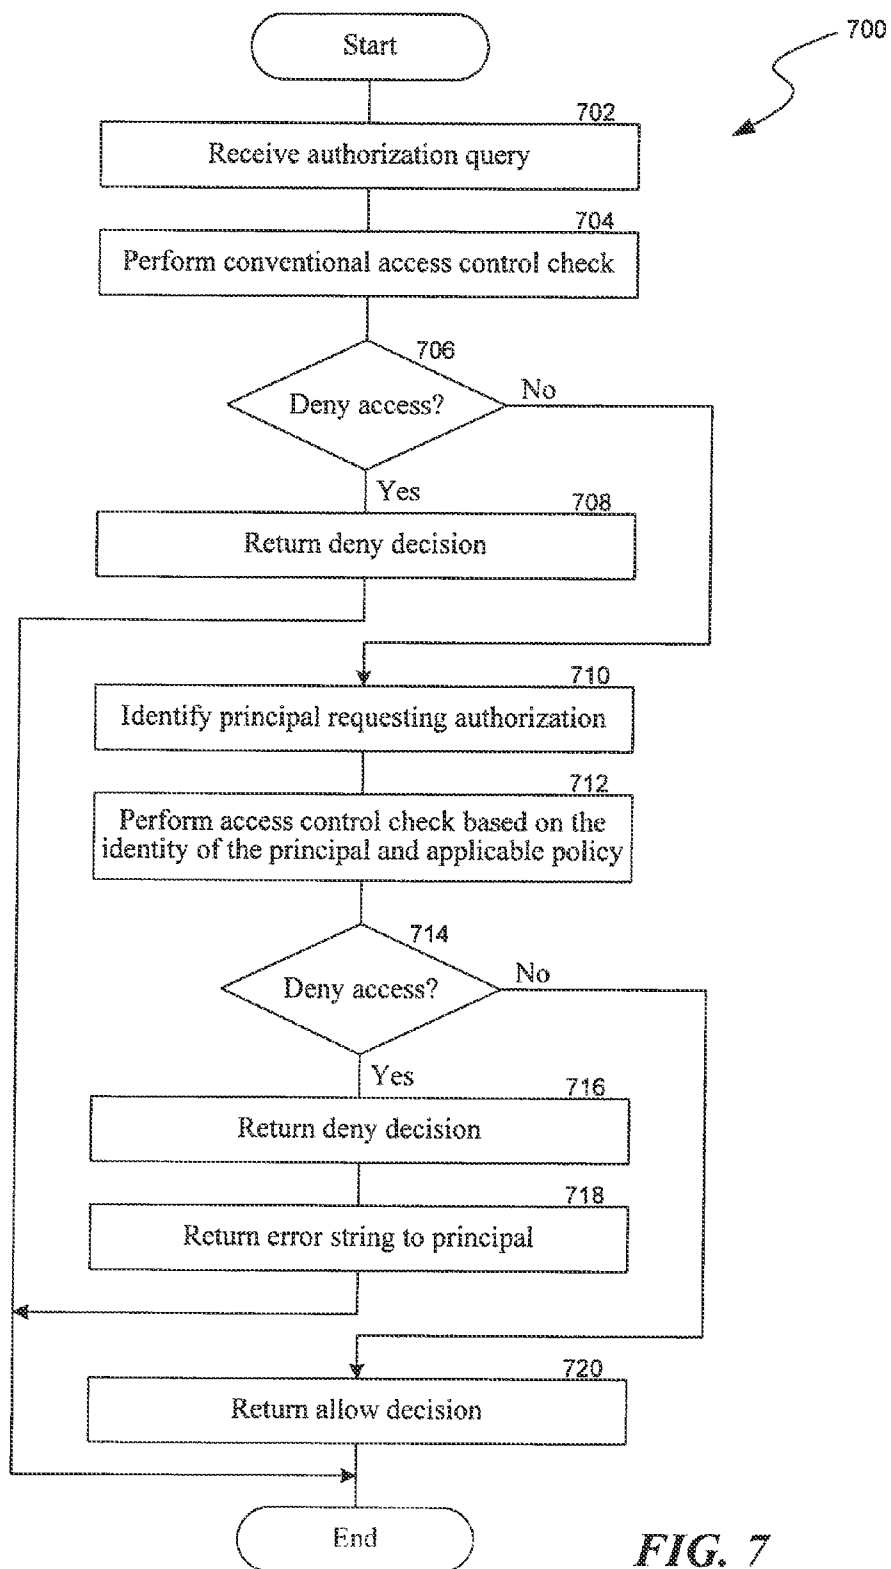 Start
700
702
Receive authorization query
704
Perform conventional access control check
706
Deny access?
No
Yes
708
Return deny decision
710
Identify principal requesting authorization
712
Perform access control check based on the
identity of the principal and applicable policy
714
Deny access?
No
Yes
716
Return deny decision
718
Return error string to principal
720
Return allow decision
End
FIG. 7